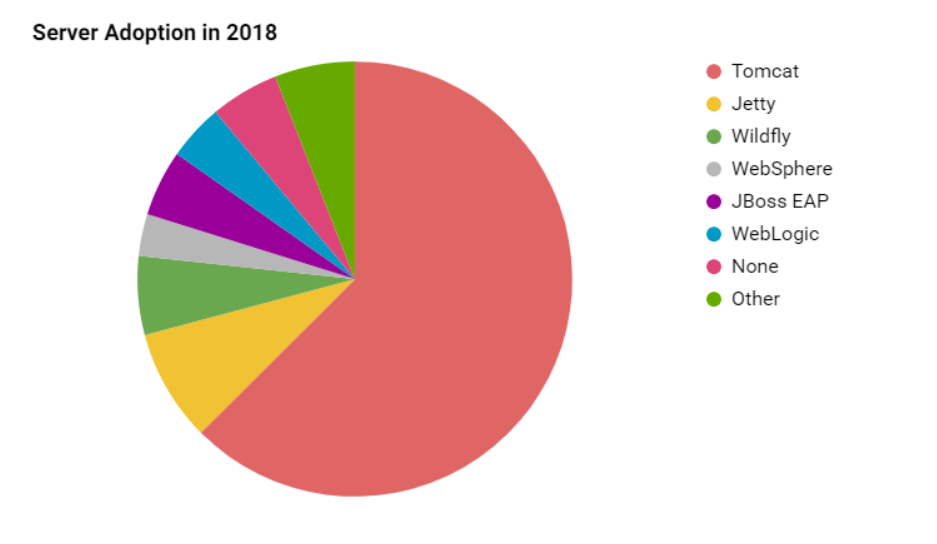 Server Adoption in 2018
Tomcat
Jetty
Wildfly
WebSphere
JBoss EAP
WebLogic
None
Other